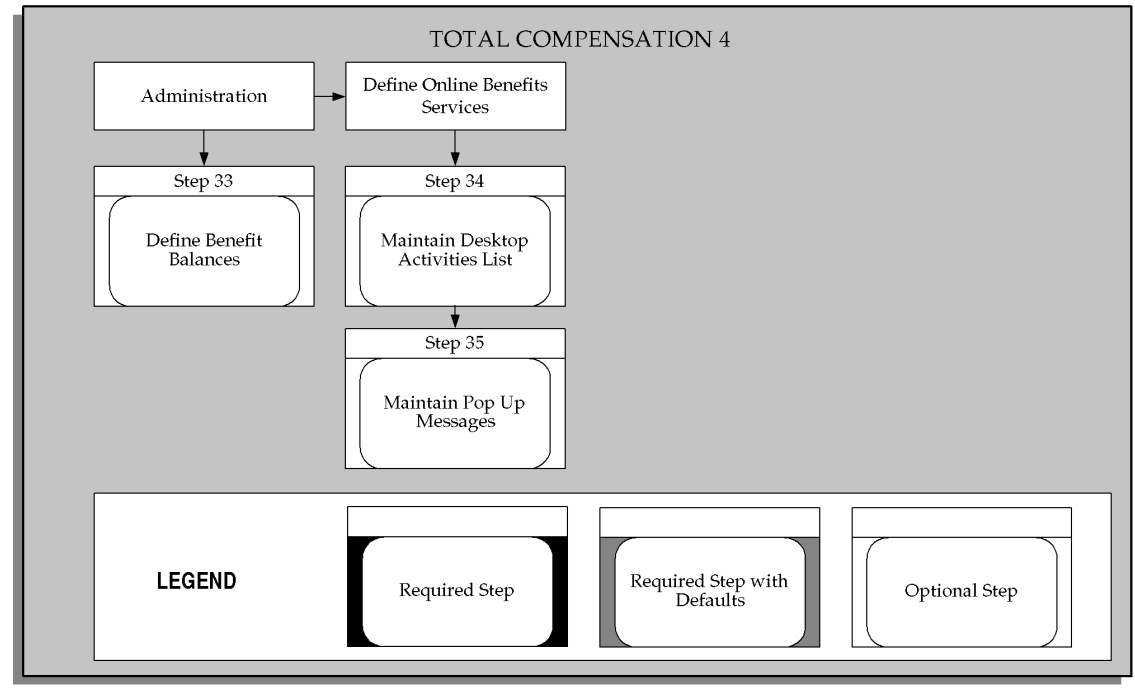 TOTAL COMPENSATION 4
Administration
Define Online Benefits
Services
Step 33
Define Benefit
Balances
Step 34
Maintain Desktop
Activities List
Step 35
Maintain Pop Up
Messages
LEGEND
Required Step
Required Step with
Defaults
Optional Step